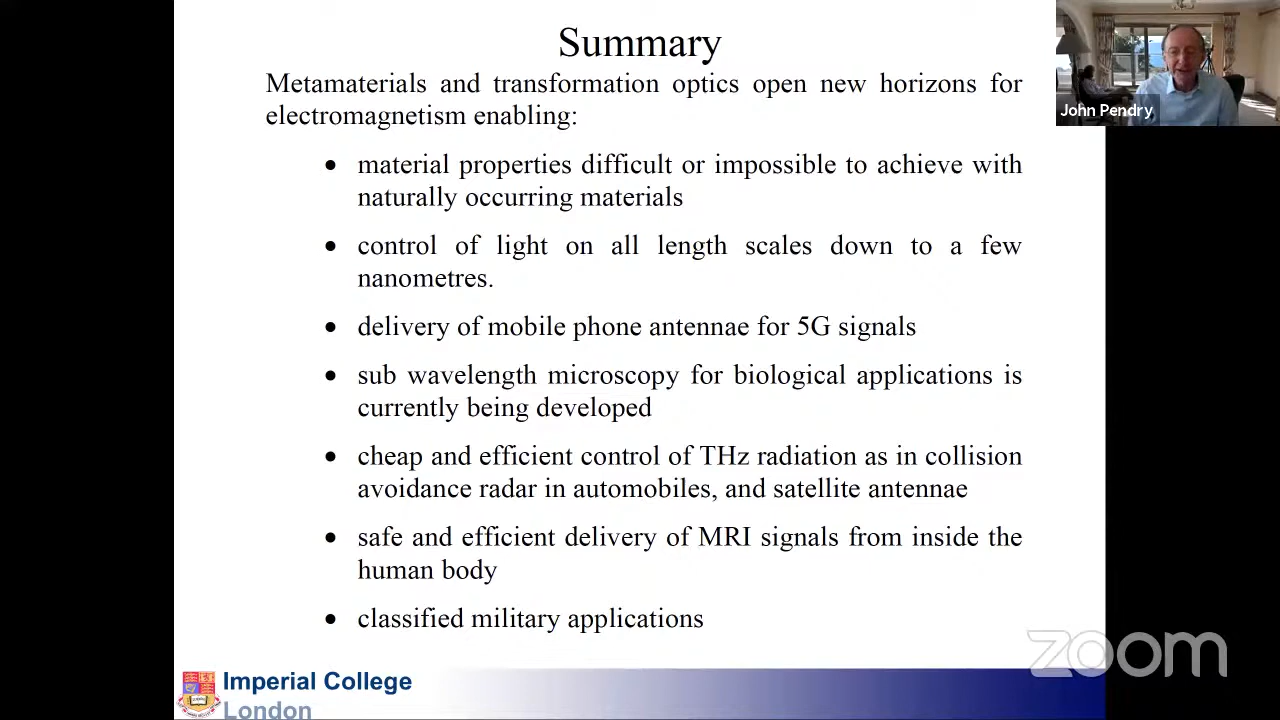 Summary
Metamaterials and transformation optics open new horizons for
electromagnetism enabling:
• material properties difficult or impossible to achieve with
naturally occurring materials
• control of light on all length scales down to a few
nanometres.
• delivery of mobile phone antennae for 5G signals
• sub wavelength microscopy for biological applications is
currently being developed
• cheap and efficient control of THz radiation as in collision
avoidance radar in automobiles, and satellite antennae
• safe and efficient delivery of MRI signals from inside the
human body
• classified military applications
John Pendry
zoom
Imperial College
London